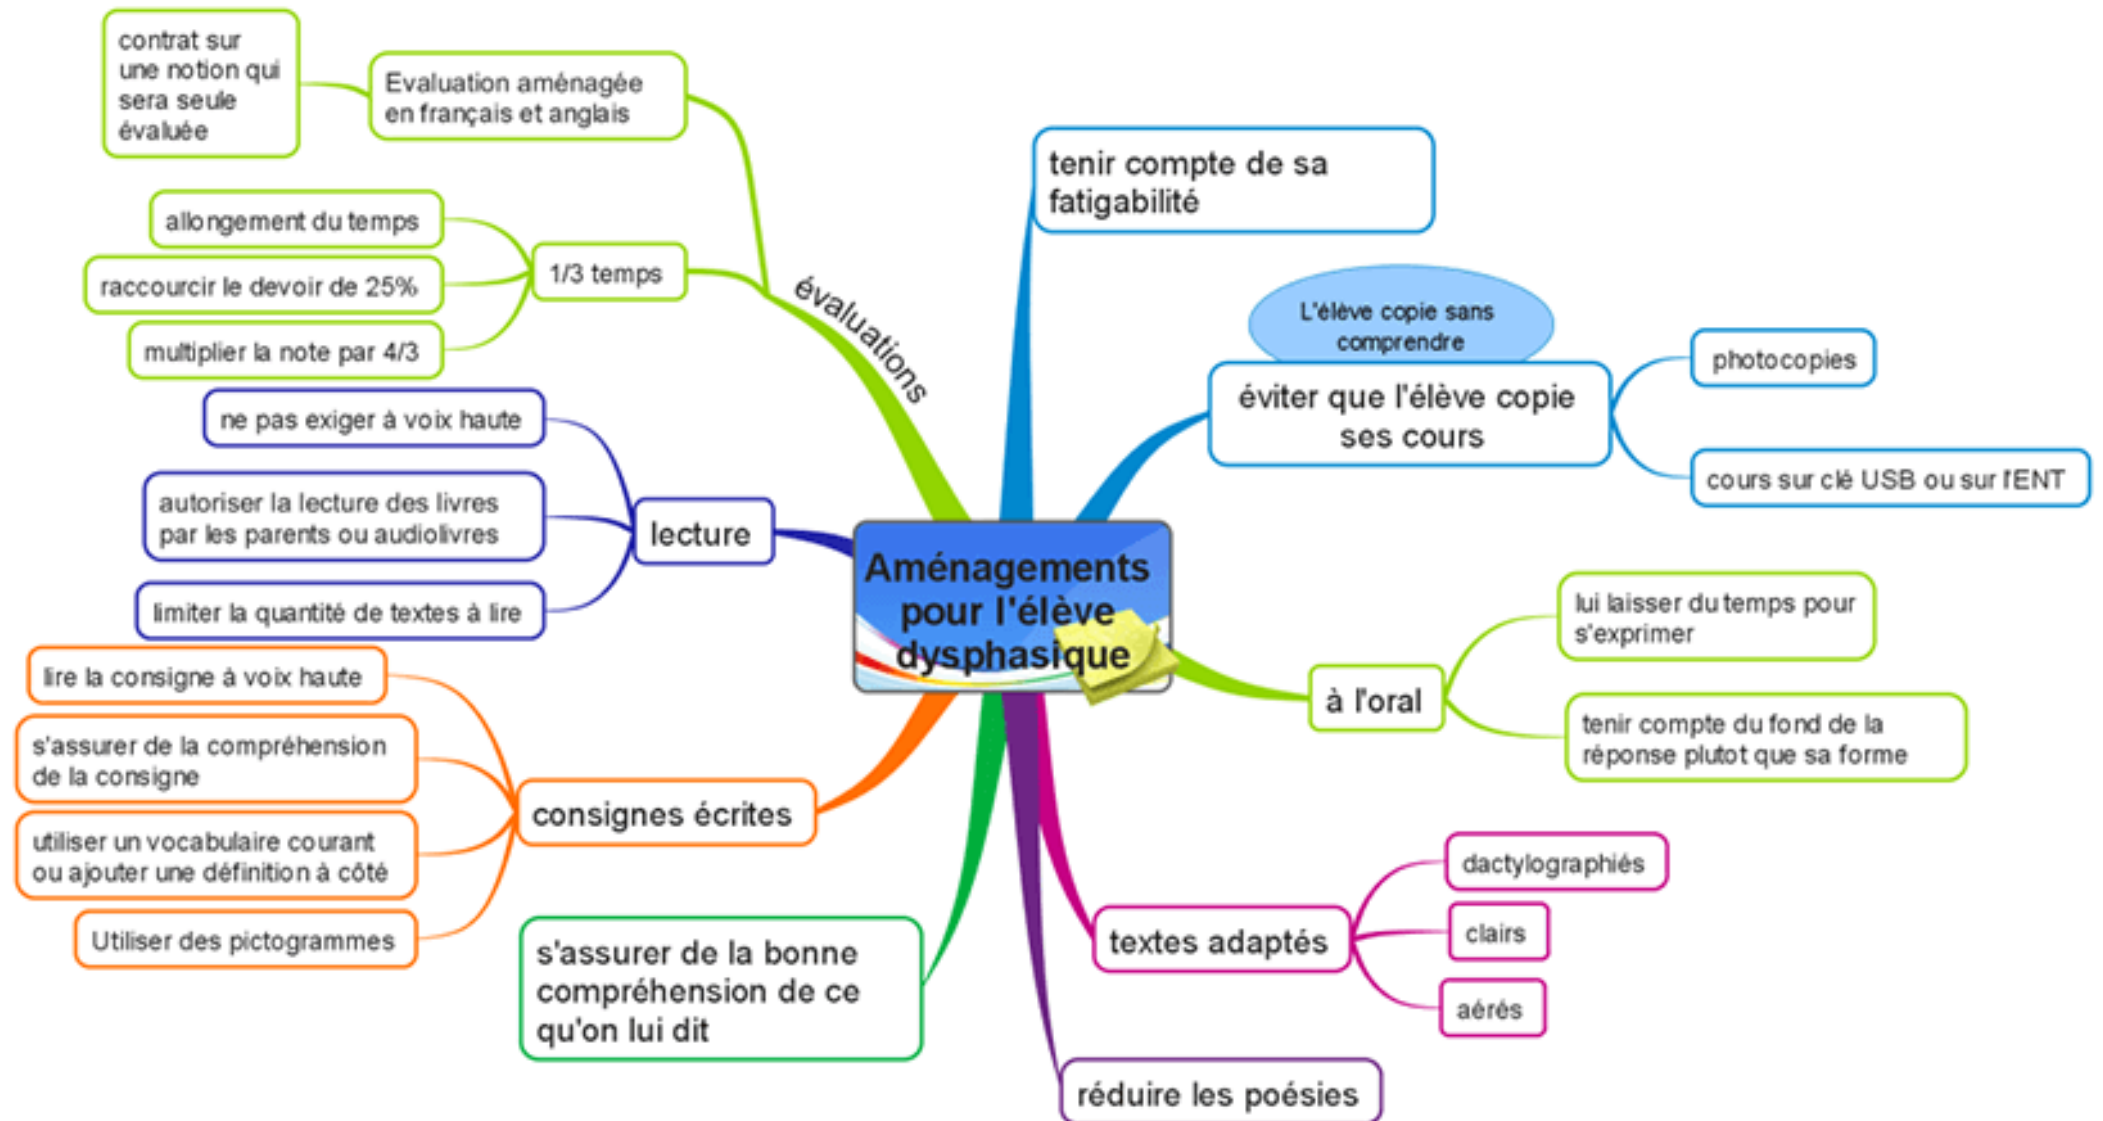 Aménagements
pour l'élève
dysphasique
tenir compte de sa
fatigabilité
L'élève copie sans
comprendre
éviter que l'élève copie
ses cours
photocopies
cours sur clé USB ou sur l'ENT
à l'oral
lui laisser du temps pour
s'exprimer
tenir compte du fond de la
réponse plutot que sa forme
textes adaptés
dactylographiés
clairs
aérés
réduire les poésies
s'assurer de la bonne
compréhension de ce
qu'on lui dit
consignes écrites
lire la consigne à voix haute
s'assurer de la compréhension
de la consigne
utiliser un vocabulaire courant
ou ajouter une définition à côté
Utiliser des pictogrammes
lecture
ne pas exiger à voix haute
autoriser la lecture des livres
par les parents ou audiolivres
limiter la quantité de textes à lire
évaluations
Evaluation aménagée
en français et anglais
contrat sur
une notion qui
sera seule
évaluée
1/3 temps
allongement du temps
raccourcir le devoir de 25%
multiplier la note par 4/3